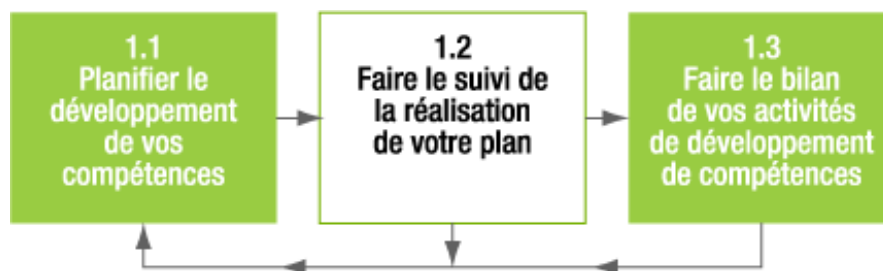 1.1
Planifier le
développement
de vos
compétences
1.2
Faire le suivi de
la réalisation
de votre plan
1.3
Faire le bilan
de vos activités
de développement
de compétences